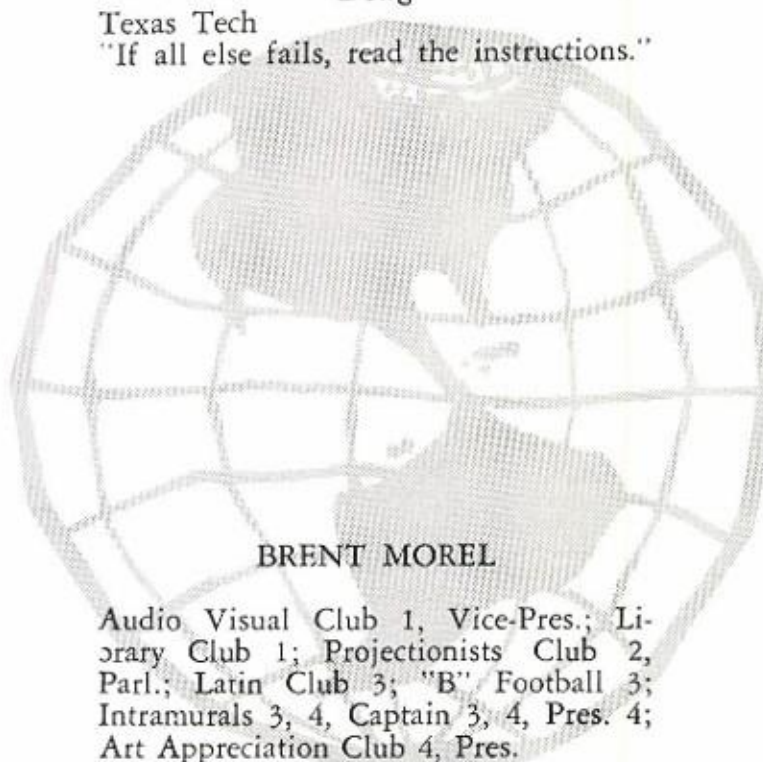 Texas Tech
"If all else fails, read the instructions."
BRENT MOREL
Audio Visual Club 1, Vice-Pres.; Li-
brary Club 1; Projectionists Club 2,
Parl.; Latin Club 3; "B" Football 3;
Intramurals 3, 4, Captain 3, 4, Pres. 4;
Art Appreciation Club 4, Pres.